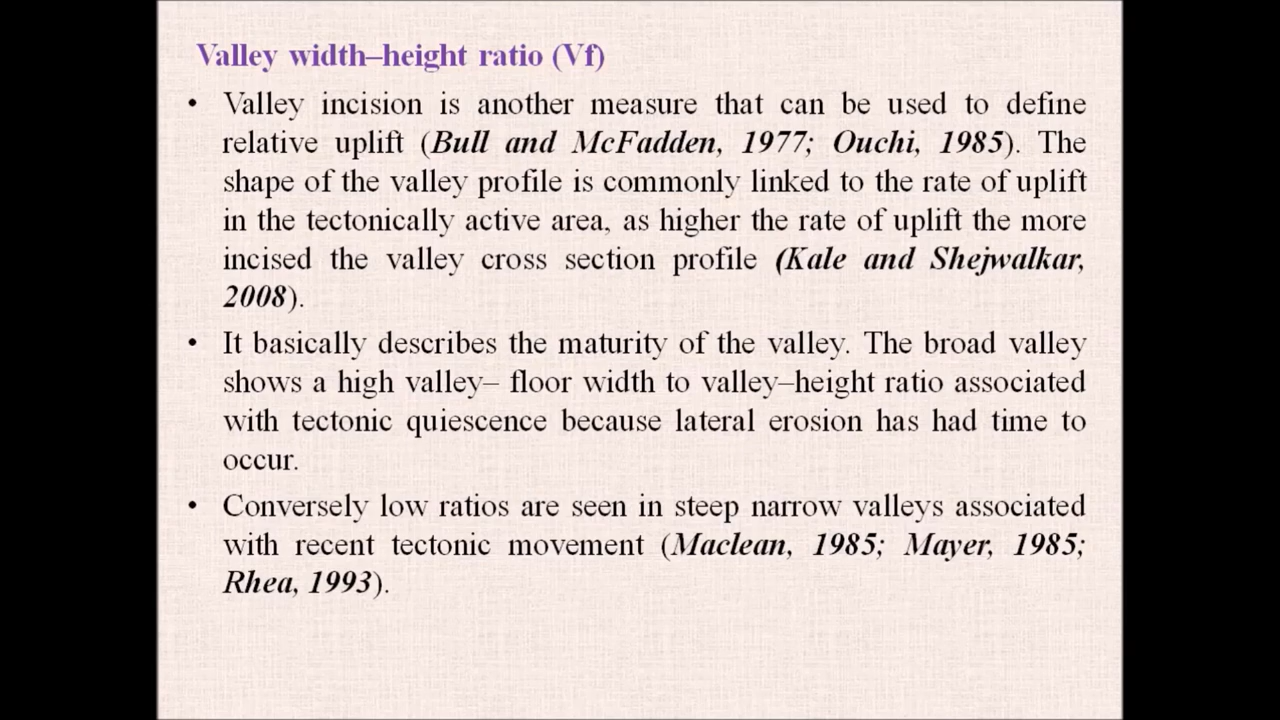 Valley width–height ratio (Vf)
• Valley incision is another measure that can be used to define
relative uplift (Bull and McFadden, 1977; Ouchi, 1985). The
shape of the valley profile is commonly linked to the rate of uplift
in the tectonically active area, as higher the rate of uplift the more
incised the valley cross section profile (Kale and Shejwalkar,
2008).
• It basically describes the maturity of the valley. The broad valley
shows a high valley– floor width to valley–height ratio associated
with tectonic quiescence because lateral erosion has had time to
occur.
• Conversely low ratios are seen in steep narrow valleys associated
with recent tectonic movement (Maclean, 1985; Mayer, 1985;
Rhea, 1993).